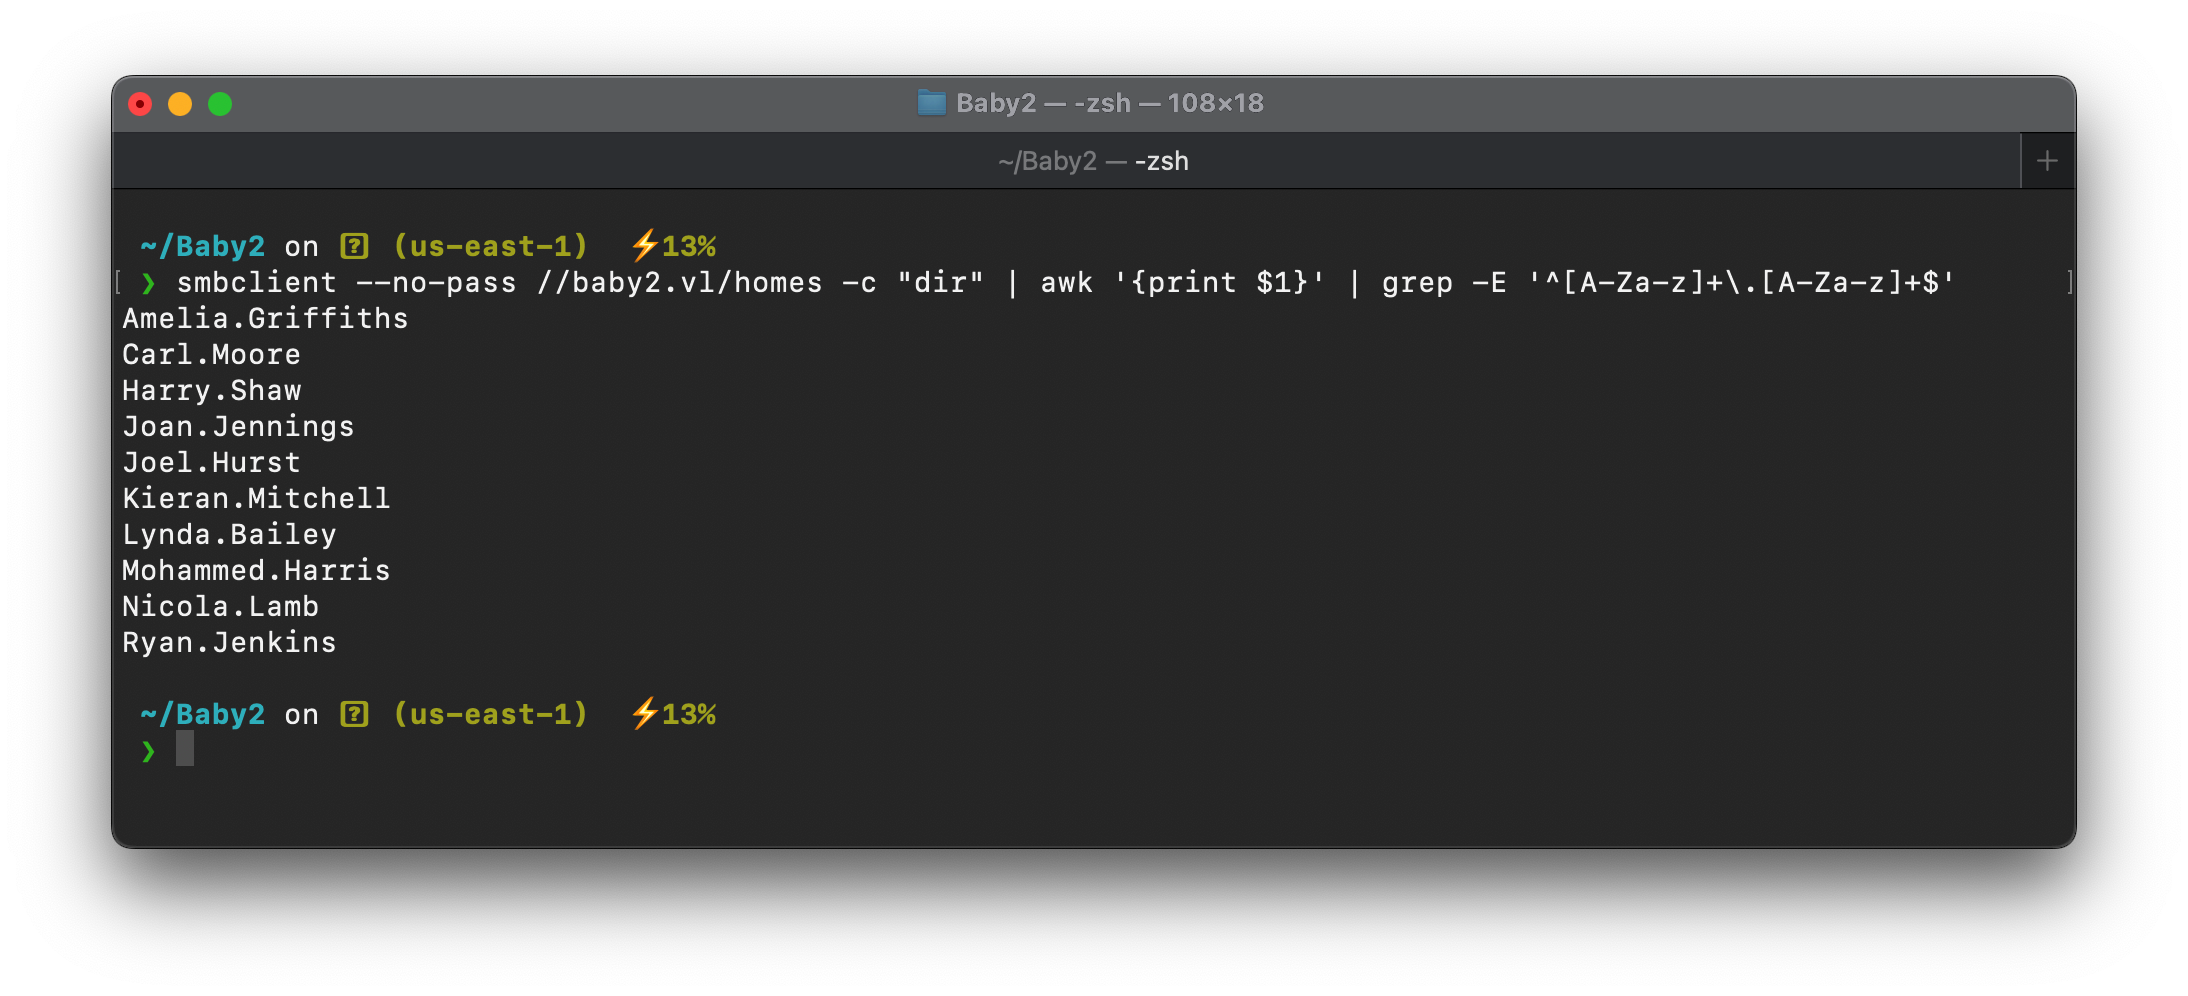 Baby2 — -zsh — 108×18
~/Baby2 — -zsh +
~/Baby2 on ? (us-east-1) ⚡13%
[ ❯ smbclient --no-pass //baby2.vl/homes -c "dir" | awk '{print $1}' | grep -E '^[A-Za-z]+\.[A-Za-z]+$' ]
Amelia.Griffiths
Carl.Moore
Harry.Shaw
Joan.Jennings
Joel.Hurst
Kieran.Mitchell
Lynda.Bailey
Mohammed.Harris
Nicola.Lamb
Ryan.Jenkins
~/Baby2 on ? (us-east-1) ⚡13%
❯